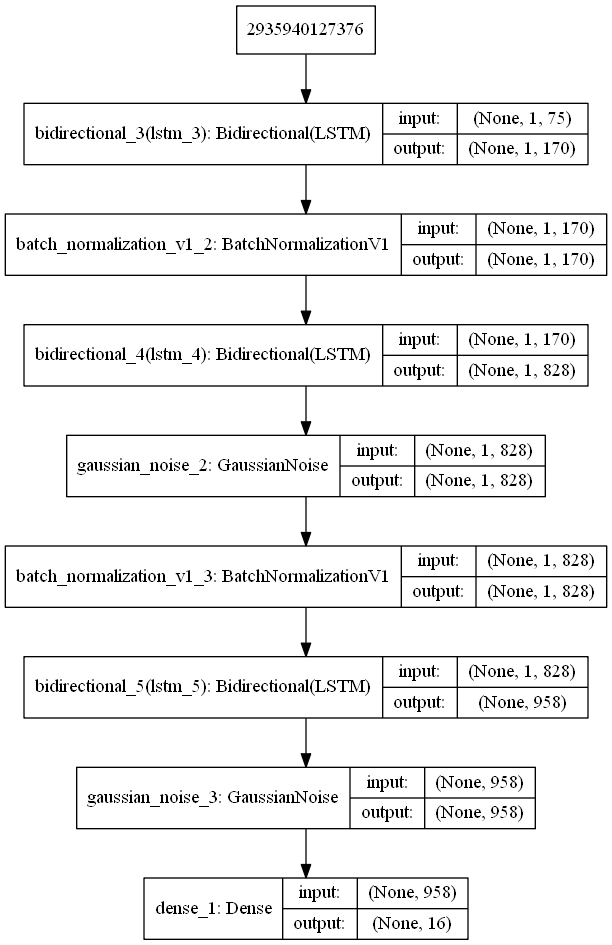 2935940127376
bidirectional_3(lstm_3): Bidirectional(LSTM)
input: (None, 1, 75)
output: (None, 1, 170)
batch_normalization_v1_2: BatchNormalizationV1
input: (None, 1, 170)
output: (None, 1, 170)
bidirectional_4(lstm_4): Bidirectional(LSTM)
input: (None, 1, 170)
output: (None, 1, 828)
gaussian_noise_2: GaussianNoise
input: (None, 1, 828)
output: (None, 1, 828)
batch_normalization_v1_3: BatchNormalizationV1
input: (None, 1, 828)
output: (None, 1, 828)
bidirectional_5(lstm_5): Bidirectional(LSTM)
input: (None, 1, 828)
output: (None, 958)
gaussian_noise_3: GaussianNoise
input: (None, 958)
output: (None, 958)
dense_1: Dense
input: (None, 958)
output: (None, 16)